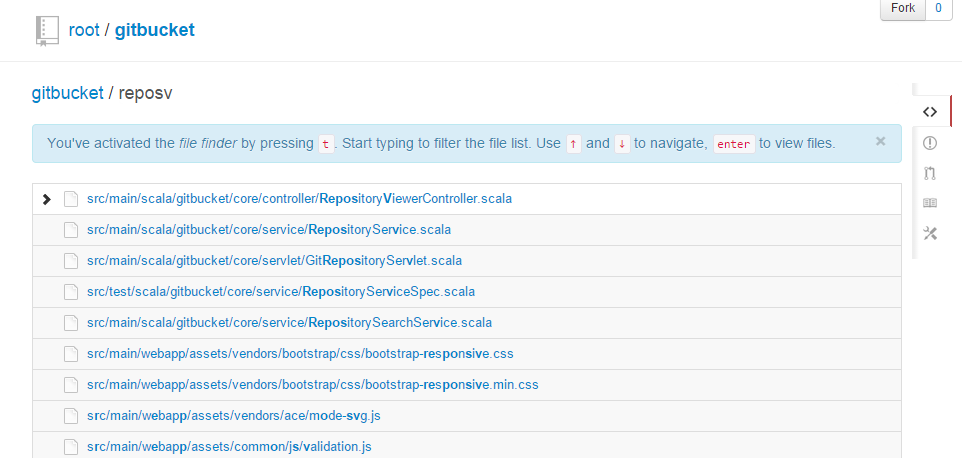 Fork 0
root / gitbucket
gitbucket / reposv
You've activated the file finder by pressing t. Start typing to filter the file list. Use ↑ and ↓ to navigate, enter to view files. ×
src/main/scala/gitbucket/core/controller/RepositoryViewerController.scala
src/main/scala/gitbucket/core/service/RepositoryService.scala
src/main/scala/gitbucket/core/servlet/GitRepositoryServlet.scala
src/test/scala/gitbucket/core/service/RepositoryServiceSpec.scala
src/main/scala/gitbucket/core/service/RepositorySearchService.scala
src/main/webapp/assets/vendors/bootstrap/css/bootstrap-responsive.css
src/main/webapp/assets/vendors/bootstrap/css/bootstrap-responsive.min.css
src/main/webapp/assets/vendors/ace/mode-svg.js
src/main/webapp/assets/common/js/validation.js